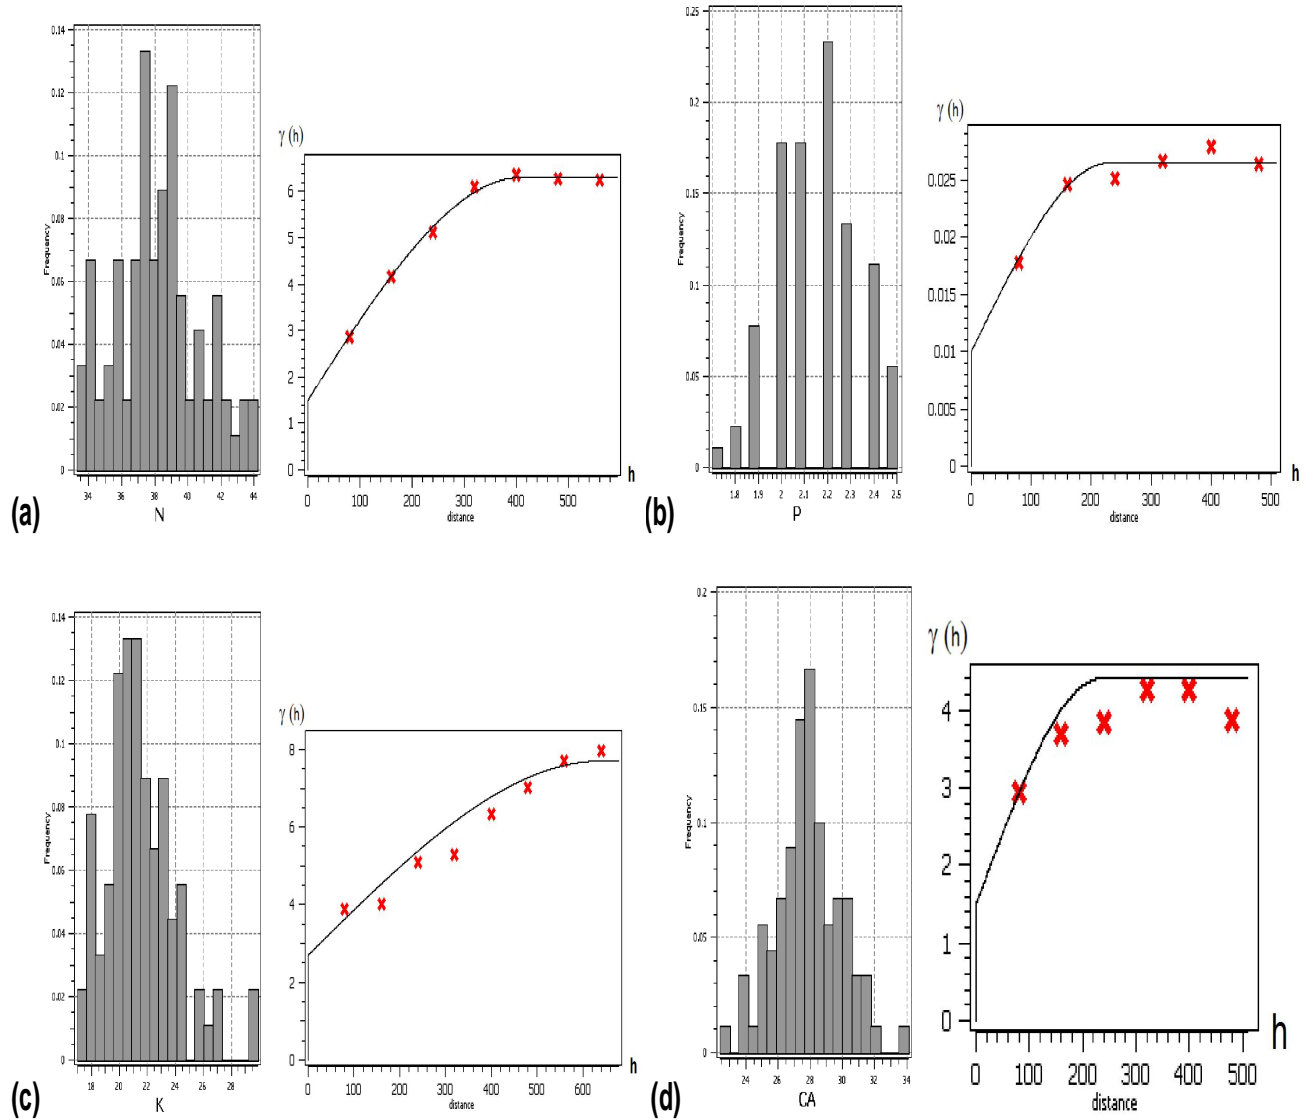 0.14
0.12
0.1
0.08
0.06
0.04
0.02
0
Frequency
34 36 38 40 42 44
N
γ (h)
6
5
4
3
2
1
0
0 100 200 300 400 500
distance
h
(a)
0.25
0.2
0.15
0.1
0.05
0
Frequency
1.8 1.9 2 2.1 2.2 2.3 2.4 2.5
P
γ (h)
0.025
0.02
0.015
0.01
0.005
0
0 100 200 300 400 500
distance
h
(b)
0.14
0.12
0.1
0.08
0.06
0.04
0.02
0
Frequency
18 20 22 24 26 28
K
γ (h)
8
6
4
2
0
0 100 200 300 400 500 600
distance
h
(c)
0.2
0.15
0.1
0.05
0
Frequency
24 26 28 30 32 34
CA
γ (h)
4
3
2
1
0
0 100 200 300 400 500
distance
h
(d)